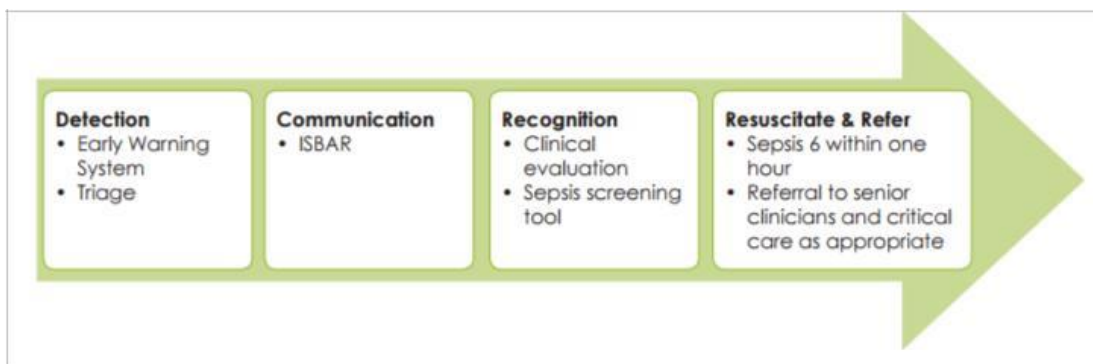 Detection
• Early Warning
System
• Triage
Communication
• ISBAR
Recognition
• Clinical
evaluation
• Sepsis screening
tool
Resuscitate & Refer
• Sepsis 6 within one
hour
• Referral to senior
clinicians and critical
care as appropriate